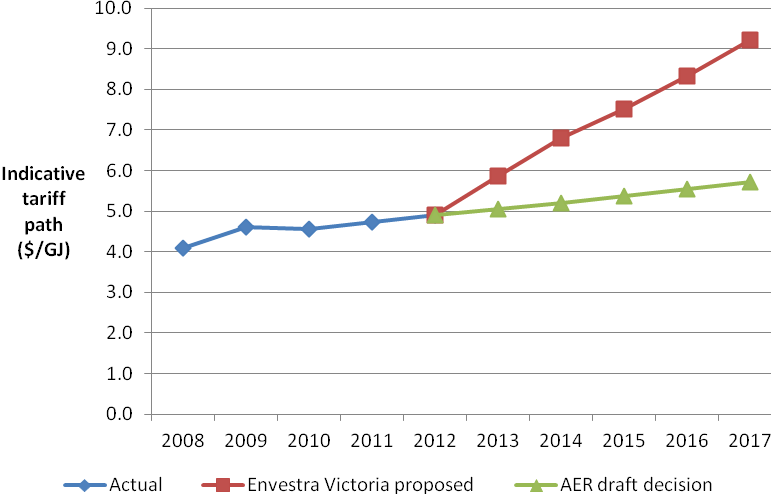 10.0
9.0
8.0
7.0
6.0
5.0
4.0
3.0
2.0
1.0
0.0
Indicative
tariff
path
($/GJ)
2008 2009 2010 2011 2012 2013 2014 2015 2016 2017
Actual Envestra Victoria proposed AER draft decision